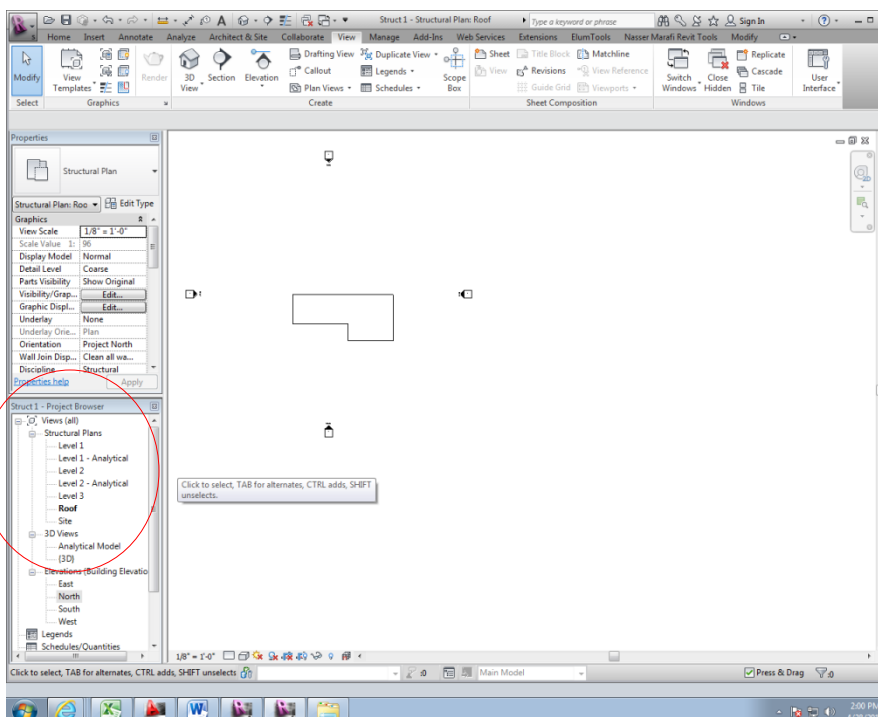 Struct 1 - Structural Plan: Roof
Type a keyword or phrase
Sign In
Home Insert Annotate Analyze Architect & Site Collaborate View Manage Add-Ins Web Services Extensions ElumTools Nasser Marafi Revit Tools Modify
Modify
View Templates
Render
3D View
Section
Elevation
Drafting View
Callout
Plan Views
Duplicate View
Legends
Schedules
Scope Box
Sheet
View
Title Block
Revisions
Guide Grid
Matchline
View Reference
Viewports
Switch Windows
Close Hidden
Replicate
Cascade
Tile
User Interface
Select Graphics Create Sheet Composition Windows
Properties
Structural Plan
Structural Plan: Roo
Edit Type
Graphics
View Scale 1/8" = 1'-0"
Scale Value 1: 96
Display Model Normal
Detail Level Coarse
Parts Visibility Show Original
Visibility/Grap... Edit...
Graphic Displ... Edit...
Underlay None
Underlay Orie... Plan
Orientation Project North
Wall Join Disp... Clean all wa...
Discipline Structural
Properties help Apply
Struct 1 - Project Browser
Views (all)
Structural Plans
Level 1
Level 1 - Analytical
Level 2
Level 2 - Analytical
Level 3
Roof
Site
3D Views
Analytical Model
{3D}
Elevations (Building Elevatio
East
North
South
West
Legends
Schedules/Quantities
2D
Click to select, TAB for alternates, CTRL adds, SHIFT
unselects.
1/8" = 1'-0"
Click to select, TAB for alternates, CTRL adds, SHIFT unselects
:0
Main Model
Press & Drag
:0
2:00 PM